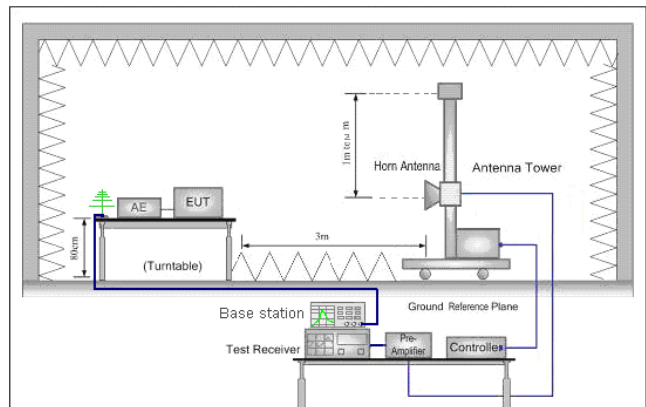 1m to 4 m
Horn Antenna
Antenna Tower
AE
EUT
80cm
(Turntable)
3m
Ground Reference Plane
Base station
Test Receiver
Pre-
Amplifier
Controller